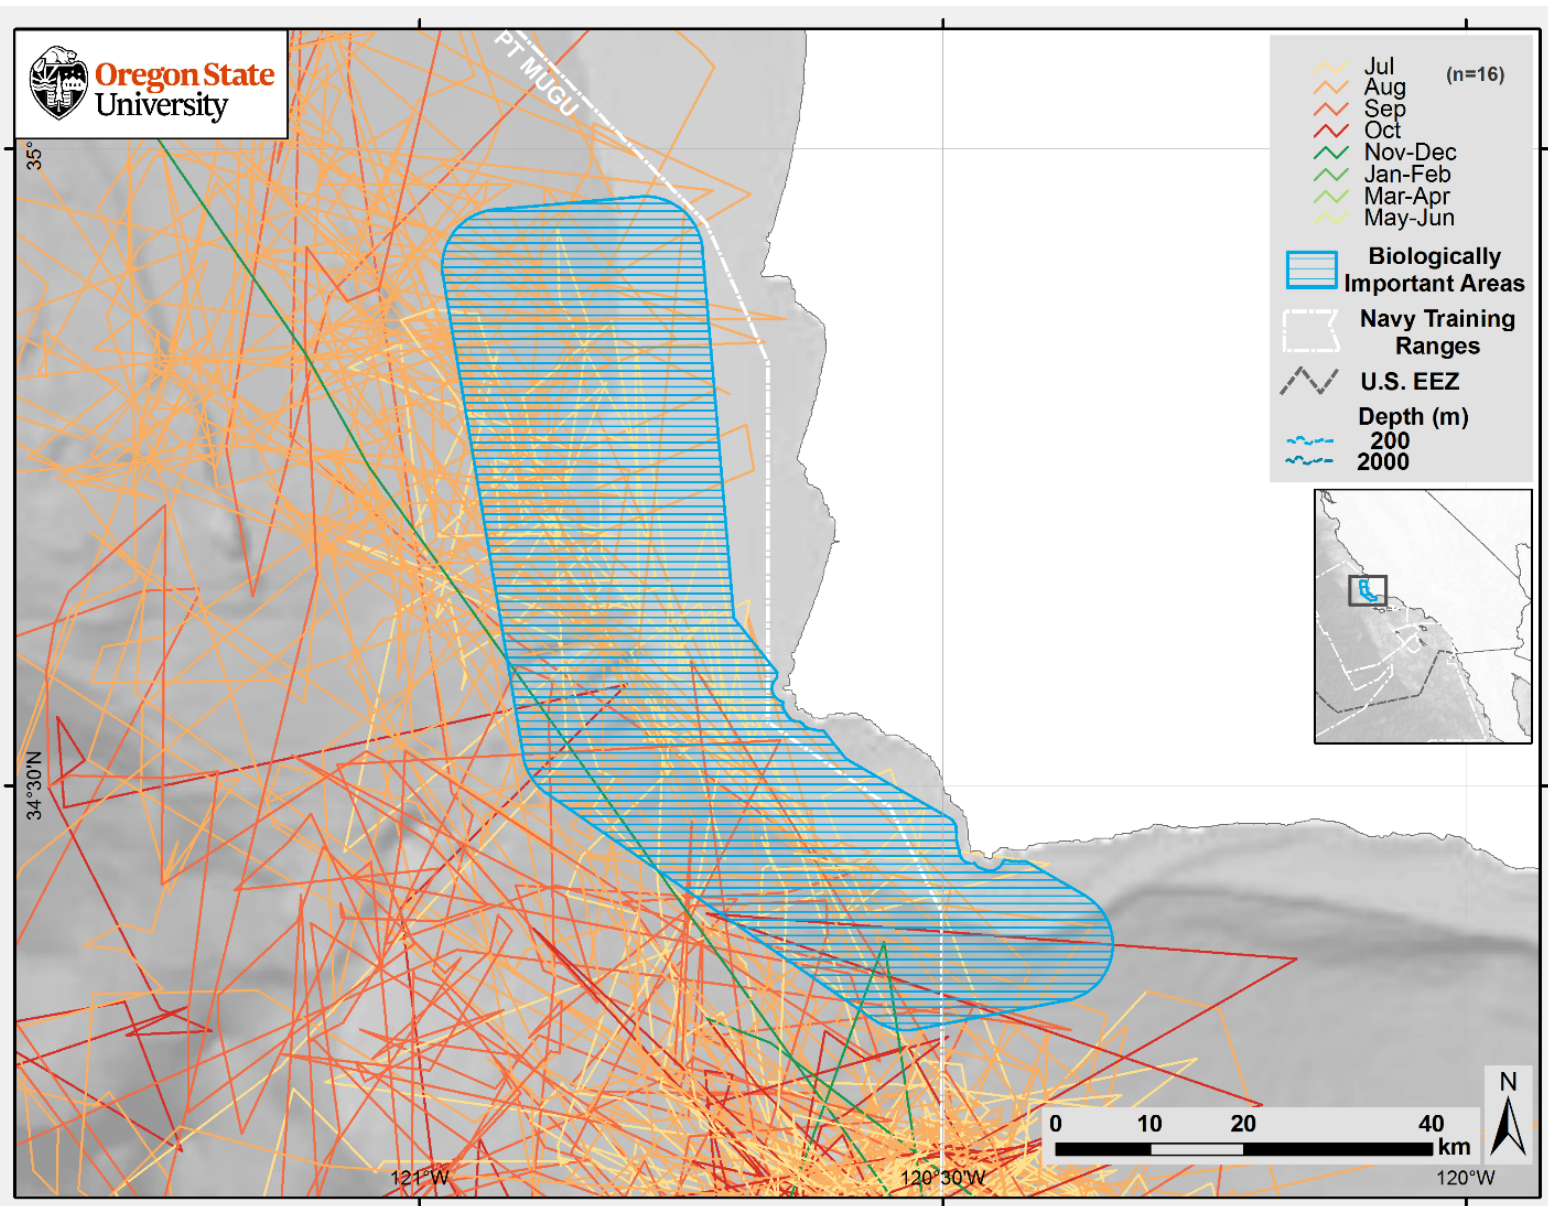 Oregon State
University
PT MUGU
Jul
(n=16)
Aug
Sep
Oct
Nov-Dec
Jan-Feb
Mar-Apr
May-Jun
Biologically
Important Areas
Navy Training
Ranges
U.S. EEZ
Depth (m)
200
2000
35°
34°30'N
N
0 10 20 40
km
121°W
120°30'W
120°W